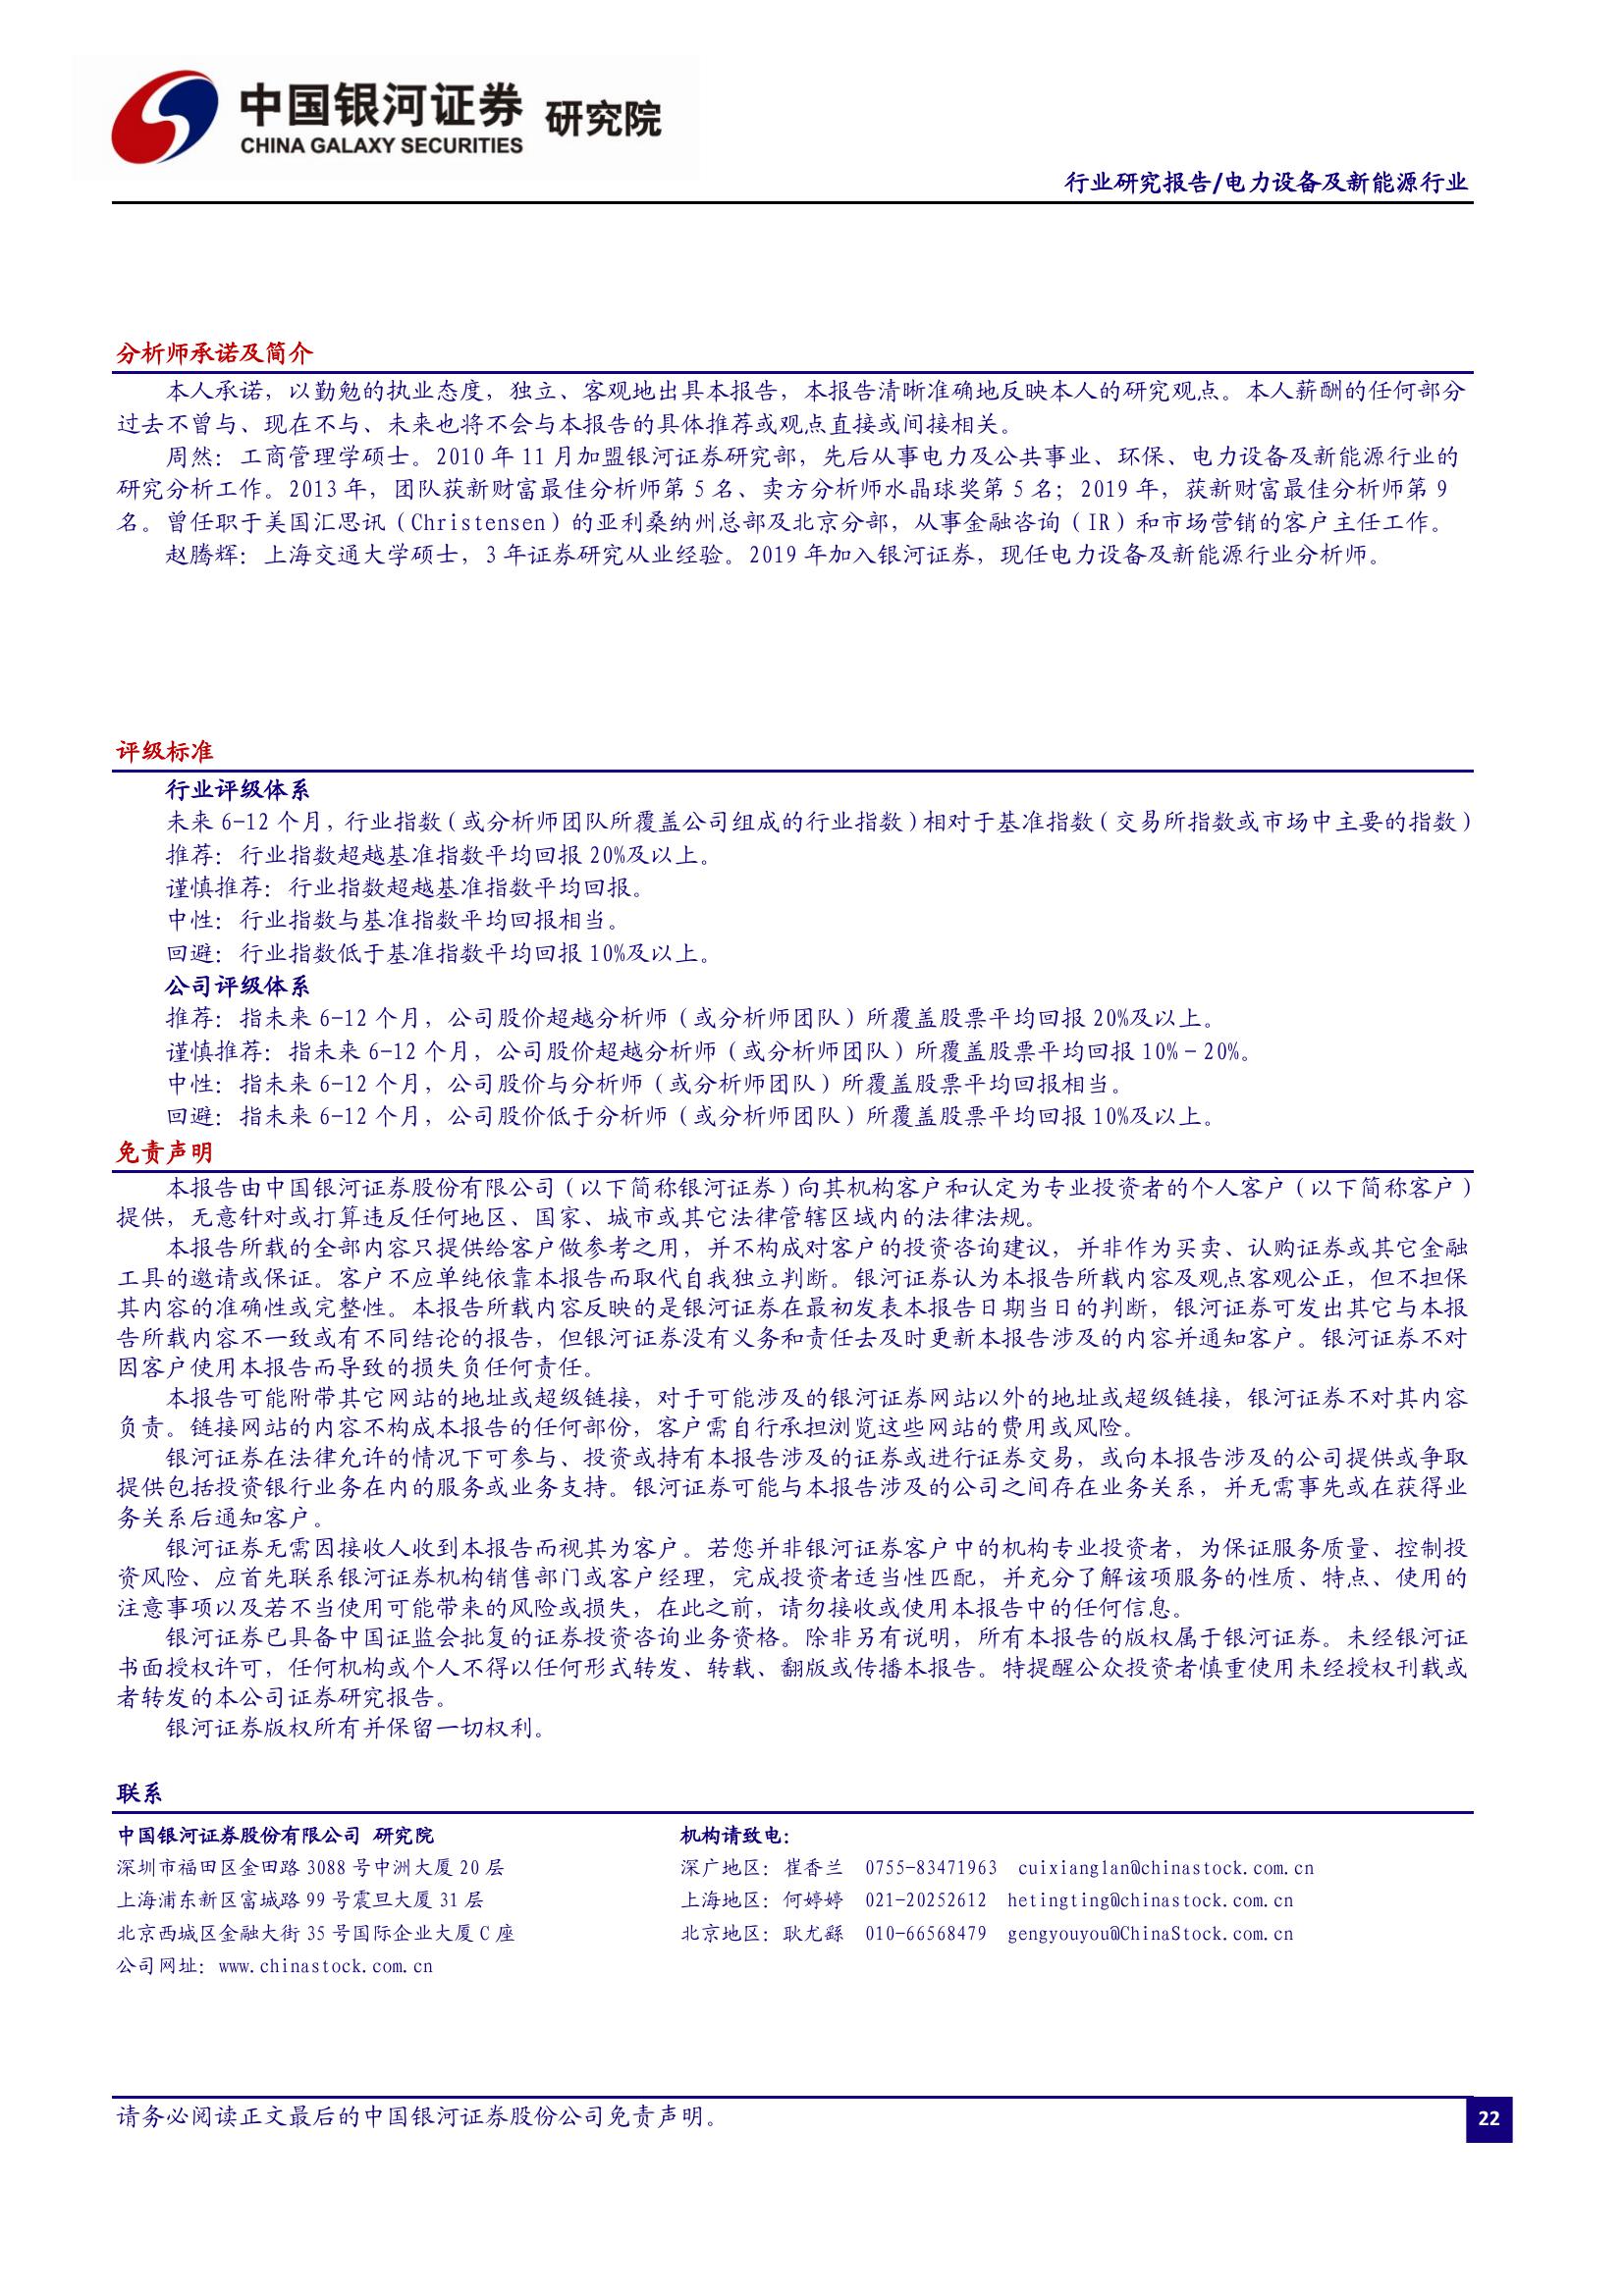 中国银河证券 研究院
CHINA GALAXY SECURITIES
行业研究报告/电力设备及新能源行业
分析师承诺及简介
本人承诺，以勤勉的执业态度，独立、客观地出具本报告，本报告清晰准确地反映本人的研究观点。本人薪酬的任何部分
过去不曾与、现在不与、未来也将不会与本报告的具体推荐或观点直接或间接相关。
周然：工商管理学硕士。2010 年 11 月加盟银河证券研究部，先后从事电力及公共事业、环保、电力设备及新能源行业的
研究分析工作。2013 年，团队获新财富最佳分析师第 5 名、卖方分析师水晶球奖第 5 名；2019 年，获新财富最佳分析师第 9
名。曾任职于美国汇思讯（Christensen）的亚利桑纳州总部及北京分部，从事金融咨询（IR）和市场营销的客户主任工作。
赵腾辉：上海交通大学硕士，3 年证券研究从业经验。2019 年加入银河证券，现任电力设备及新能源行业分析师。
评级标准
行业评级体系
未来 6-12 个月，行业指数（或分析师团队所覆盖公司组成的行业指数）相对于基准指数（交易所指数或市场中主要的指数）
推荐：行业指数超越基准指数平均回报 20%及以上。
谨慎推荐：行业指数超越基准指数平均回报。
中性：行业指数与基准指数平均回报相当。
回避：行业指数低于基准指数平均回报 10%及以上。
公司评级体系
推荐：指未来 6-12 个月，公司股价超越分析师（或分析师团队）所覆盖股票平均回报 20%及以上。
谨慎推荐：指未来 6-12 个月，公司股价超越分析师（或分析师团队）所覆盖股票平均回报 10%－20%。
中性：指未来 6-12 个月，公司股价与分析师（或分析师团队）所覆盖股票平均回报相当。
回避：指未来 6-12 个月，公司股价低于分析师（或分析师团队）所覆盖股票平均回报 10%及以上。
免责声明
本报告由中国银河证券股份有限公司（以下简称银河证券）向其机构客户和认定为专业投资者的个人客户（以下简称客户）
提供，无意针对或打算违反任何地区、国家、城市或其它法律管辖区域内的法律法规。
本报告所载的全部内容只提供给客户做参考之用，并不构成对客户的投资咨询建议，并非作为买卖、认购证券或其它金融
工具的邀请或保证。客户不应单纯依靠本报告而取代自我独立判断。银河证券认为本报告所载内容及观点客观公正，但不担保
其内容的准确性或完整性。本报告所载内容反映的是银河证券在最初发表本报告日期当日的判断，银河证券可发出其它与本报
告所载内容不一致或有不同结论的报告，但银河证券没有义务和责任去及时更新本报告涉及的内容并通知客户。银河证券不对
因客户使用本报告而导致的损失负任何责任。
本报告可能附带其它网站的地址或超级链接，对于可能涉及的银河证券网站以外的地址或超级链接，银河证券不对其内容
负责。链接网站的内容不构成本报告的任何部份，客户需自行承担浏览这些网站的费用或风险。
银河证券在法律允许的情况下可参与、投资或持有本报告涉及的证券或进行证券交易，或向本报告涉及的公司提供或争取
提供包括投资银行业务在内的服务或业务支持。银河证券可能与本报告涉及的公司之间存在业务关系，并无需事先或在获得业
务关系后通知客户。
银河证券无需因接收人收到本报告而视其为客户。若您并非银河证券客户中的机构专业投资者，为保证服务质量、控制投
资风险、应首先联系银河证券机构销售部门或客户经理，完成投资者适当性匹配，并充分了解该项服务的性质、特点、使用的
注意事项以及若不当使用可能带来的风险或损失，在此之前，请勿接收或使用本报告中的任何信息。
银河证券已具备中国证监会批复的证券投资咨询业务资格。除非另有说明，所有本报告的版权属于银河证券。未经银河证
书面授权许可，任何机构或个人不得以任何形式转发、转载、翻版或传播本报告。特提醒公众投资者慎重使用未经授权刊载或
者转发的本公司证券研究报告。
银河证券版权所有并保留一切权利。
联系
中国银河证券股份有限公司 研究院 机构请致电：
深圳市福田区金田路 3088 号中洲大厦 20 层 深广地区：崔香兰 0755-83471963 cuixianglan@chinastock.com.cn
上海浦东新区富城路 99 号震旦大厦 31 层 上海地区：何婷婷 021-20252612 hetingting@chinastock.com.cn
北京西城区金融大街 35 号国际企业大厦 C 座 北京地区：耿尤繇 010-66568479 gengyouyou@ChinaStock.com.cn
公司网址：www.chinastock.com.cn
请务必阅读正文最后的中国银河证券股份公司免责声明。
22